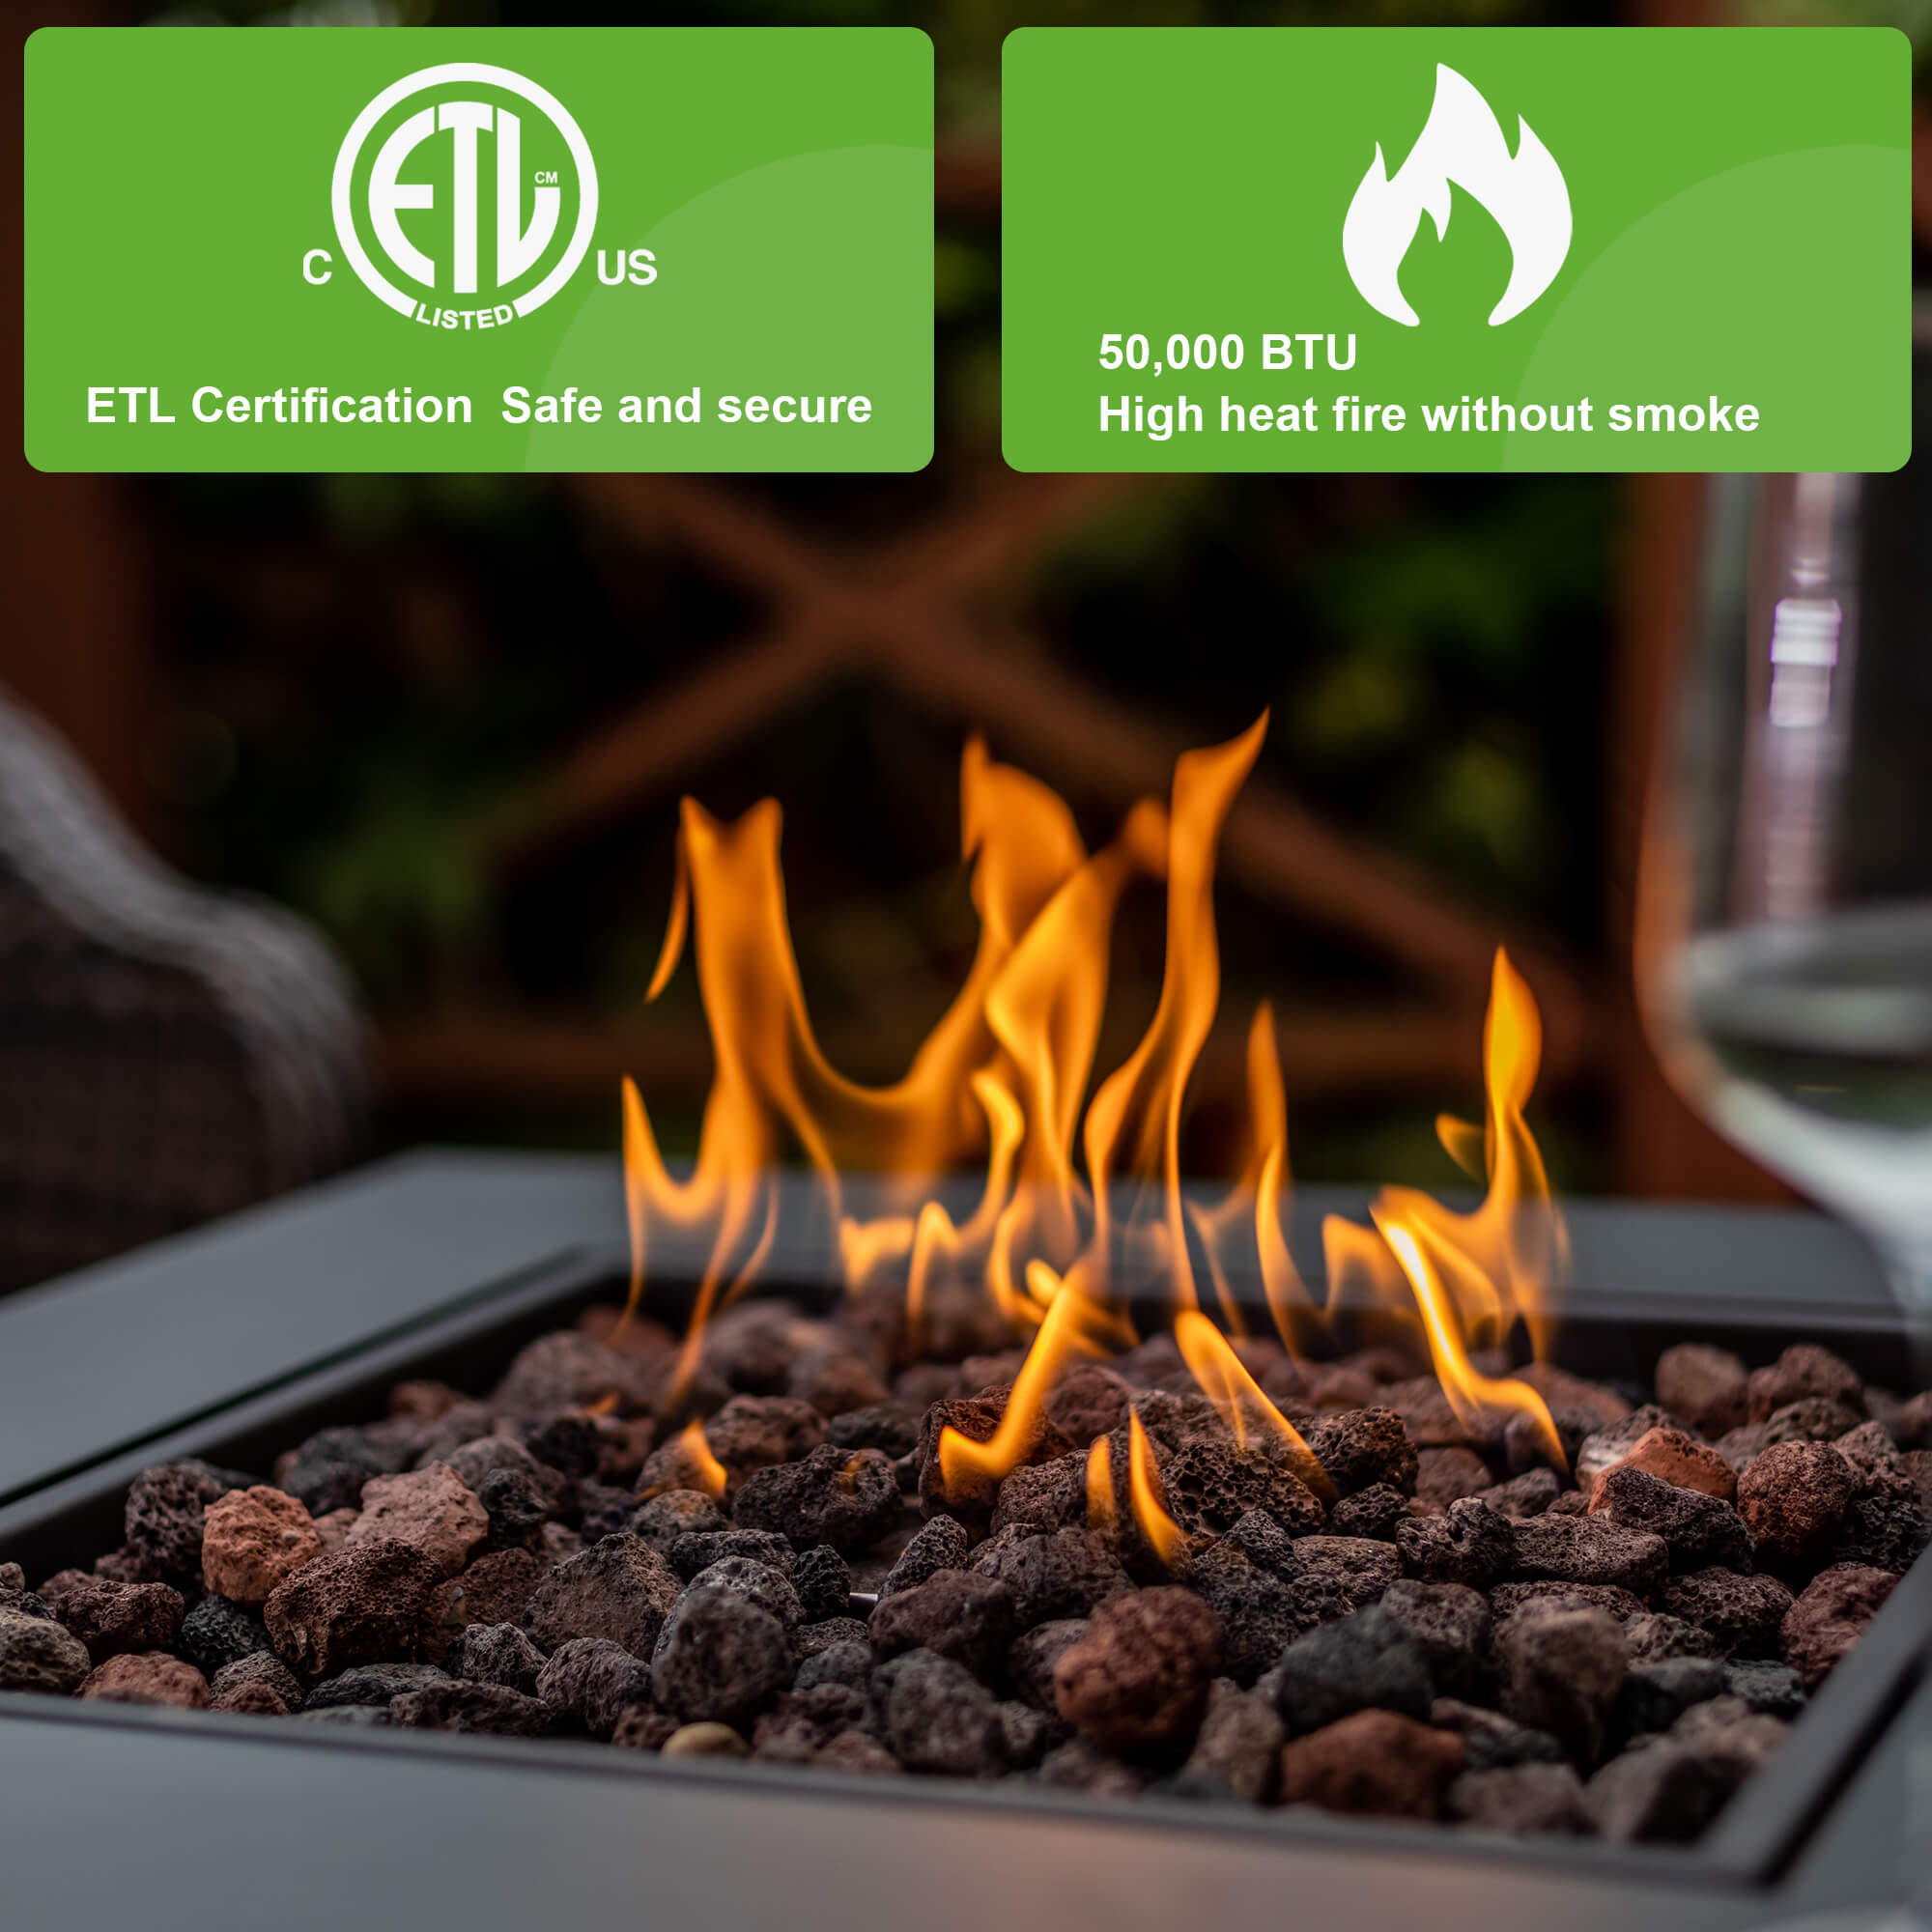 ETL
CM
C
US
LISTED
ETL Certification  Safe and secure
50,000 BTU
High heat fire without smoke